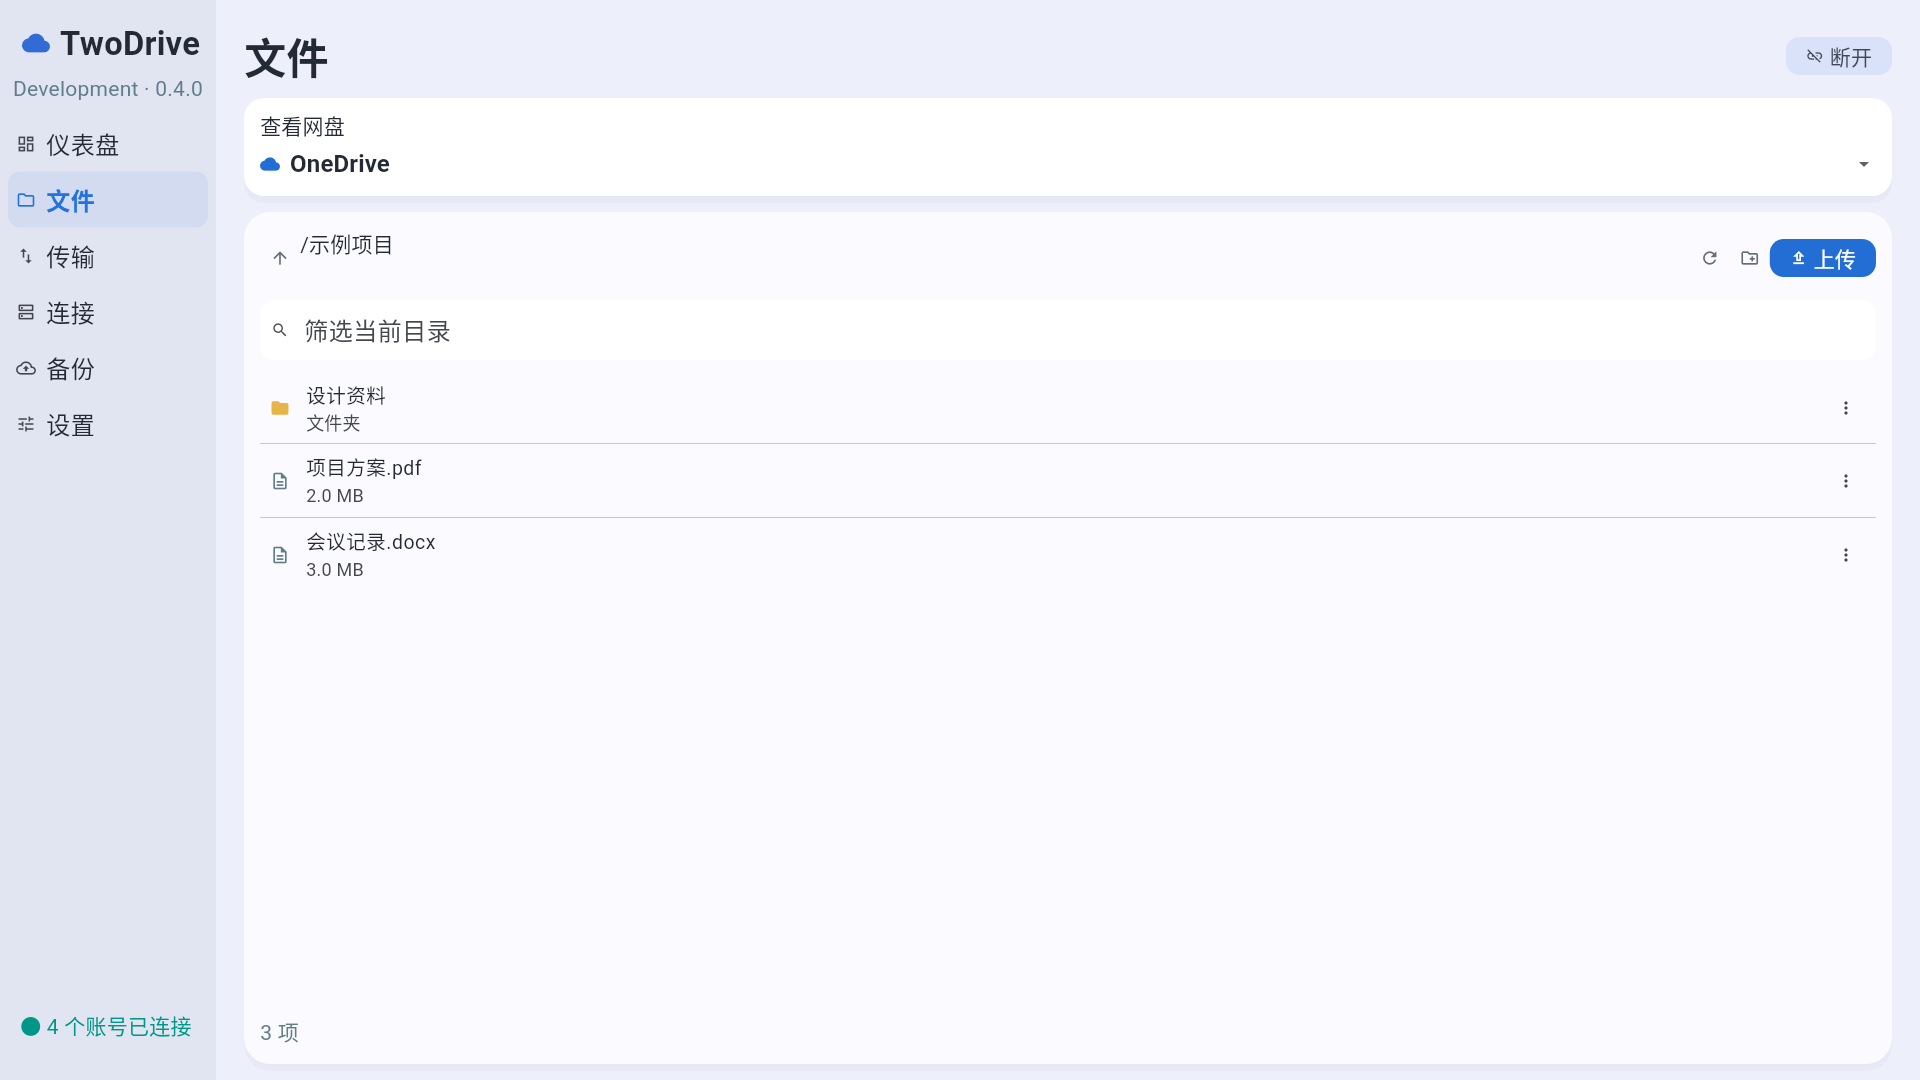 TwoDrive
Development · 0.4.0
仪表盘
文件
传输
连接
备份
设置
4 个账号已连接
文件
断开
查看网盘
OneDrive
/示例项目
上传
筛选当前目录
设计资料
文件夹
项目方案.pdf
2.0 MB
会议记录.docx
3.0 MB
3 项